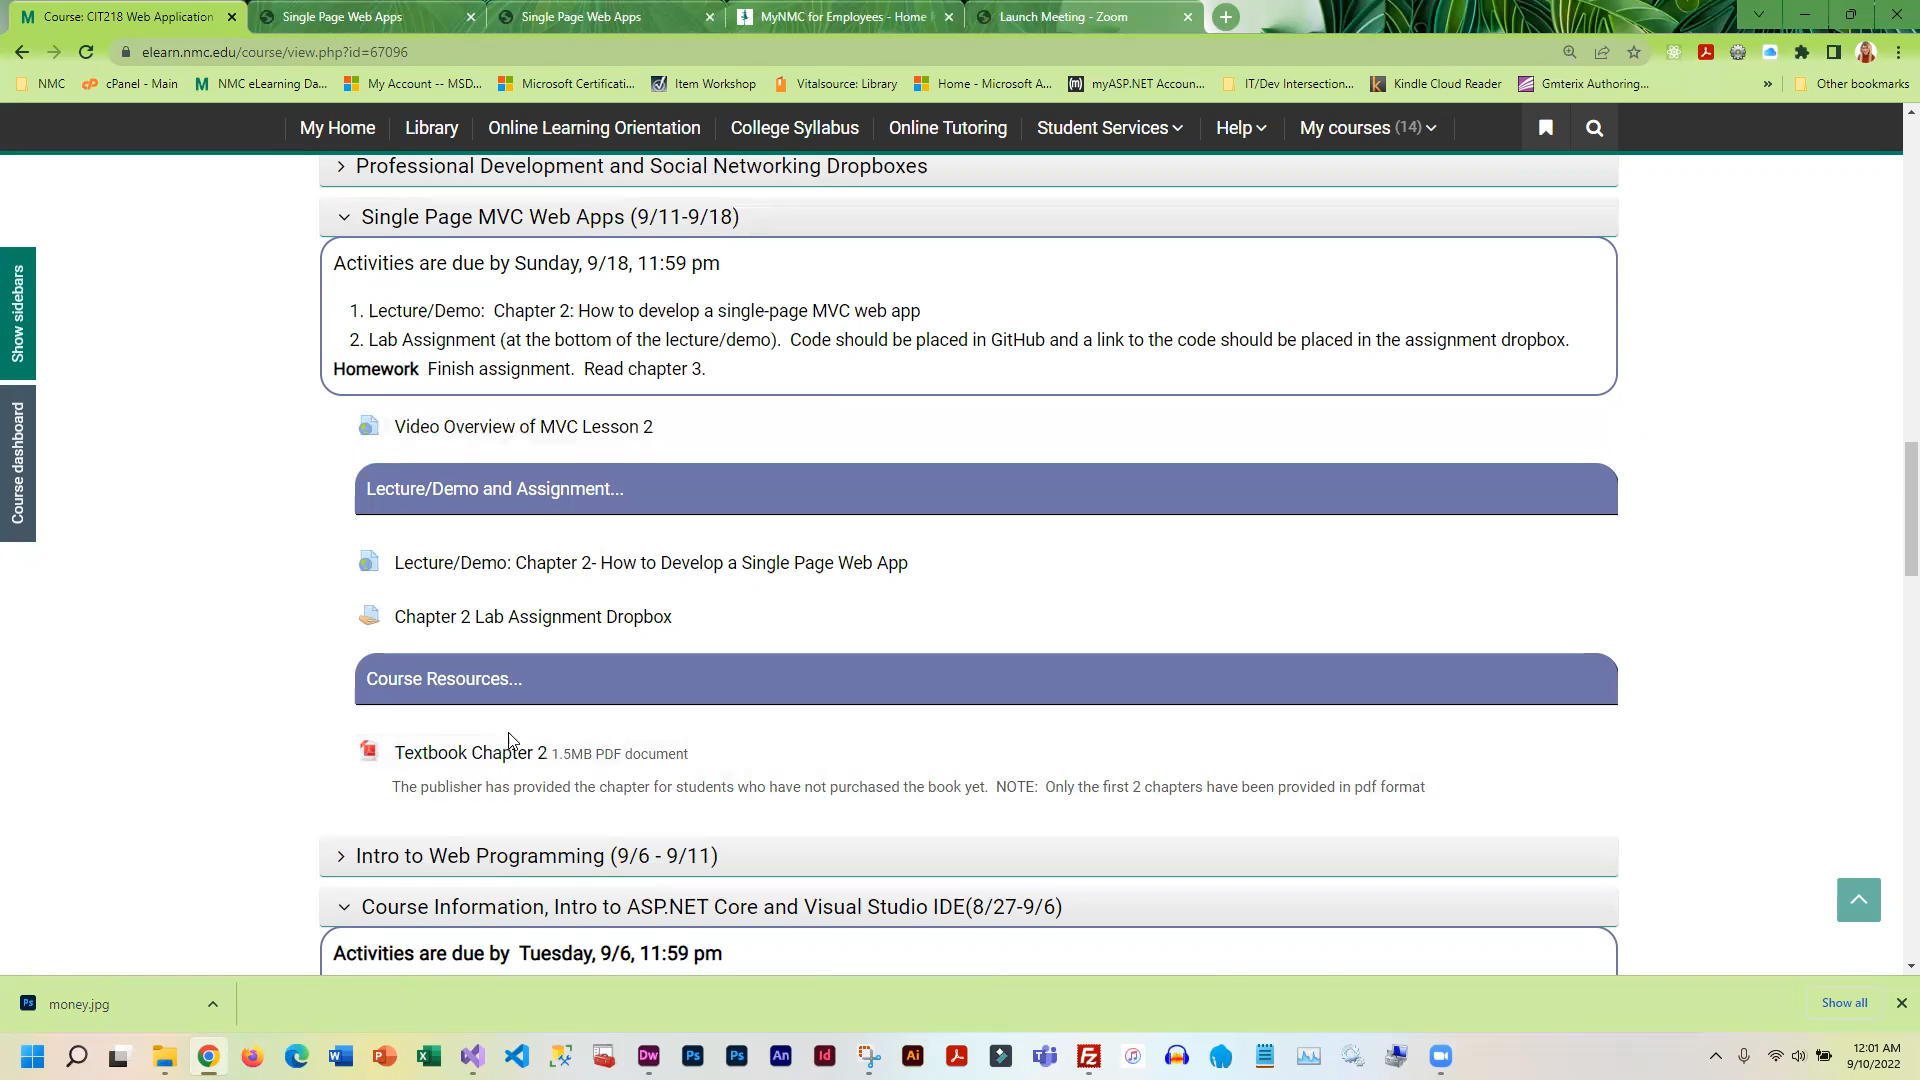 Course: CIT218 Web Application
Single Page Web Apps
Single Page Web Apps
MyNMC for Employees - Home
Launch Meeting - Zoom
elearn.nmc.edu/course/view.php?id=67096
NMC
cPanel - Main
NMC eLearning Da...
My Account -- MSD...
Microsoft Certificati...
Item Workshop
Vitalsource: Library
Home - Microsoft A...
myASP.NET Accoun...
IT/Dev Intersection...
Kindle Cloud Reader
Gmterix Authoring...
»
Other bookmarks
My Home
Library
Online Learning Orientation
College Syllabus
Online Tutoring
Student Services
Help
My courses (14)
Show sidebars
Course dashboard
Professional Development and Social Networking Dropboxes
Single Page MVC Web Apps (9/11-9/18)
Activities are due by Sunday, 9/18, 11:59 pm
1. Lecture/Demo: Chapter 2: How to develop a single-page MVC web app
2. Lab Assignment (at the bottom of the lecture/demo). Code should be placed in GitHub and a link to the code should be placed in the assignment dropbox.
Homework Finish assignment. Read chapter 3.
Video Overview of MVC Lesson 2
Lecture/Demo and Assignment...
Lecture/Demo: Chapter 2- How to Develop a Single Page Web App
Chapter 2 Lab Assignment Dropbox
Course Resources...
Textbook Chapter 2 1.5MB PDF document
The publisher has provided the chapter for students who have not purchased the book yet. NOTE: Only the first 2 chapters have been provided in pdf format
Intro to Web Programming (9/6 - 9/11)
Course Information, Intro to ASP.NET Core and Visual Studio IDE(8/27-9/6)
Activities are due by Tuesday, 9/6, 11:59 pm
money.jpg
Show all
12:01 AM
9/10/2022